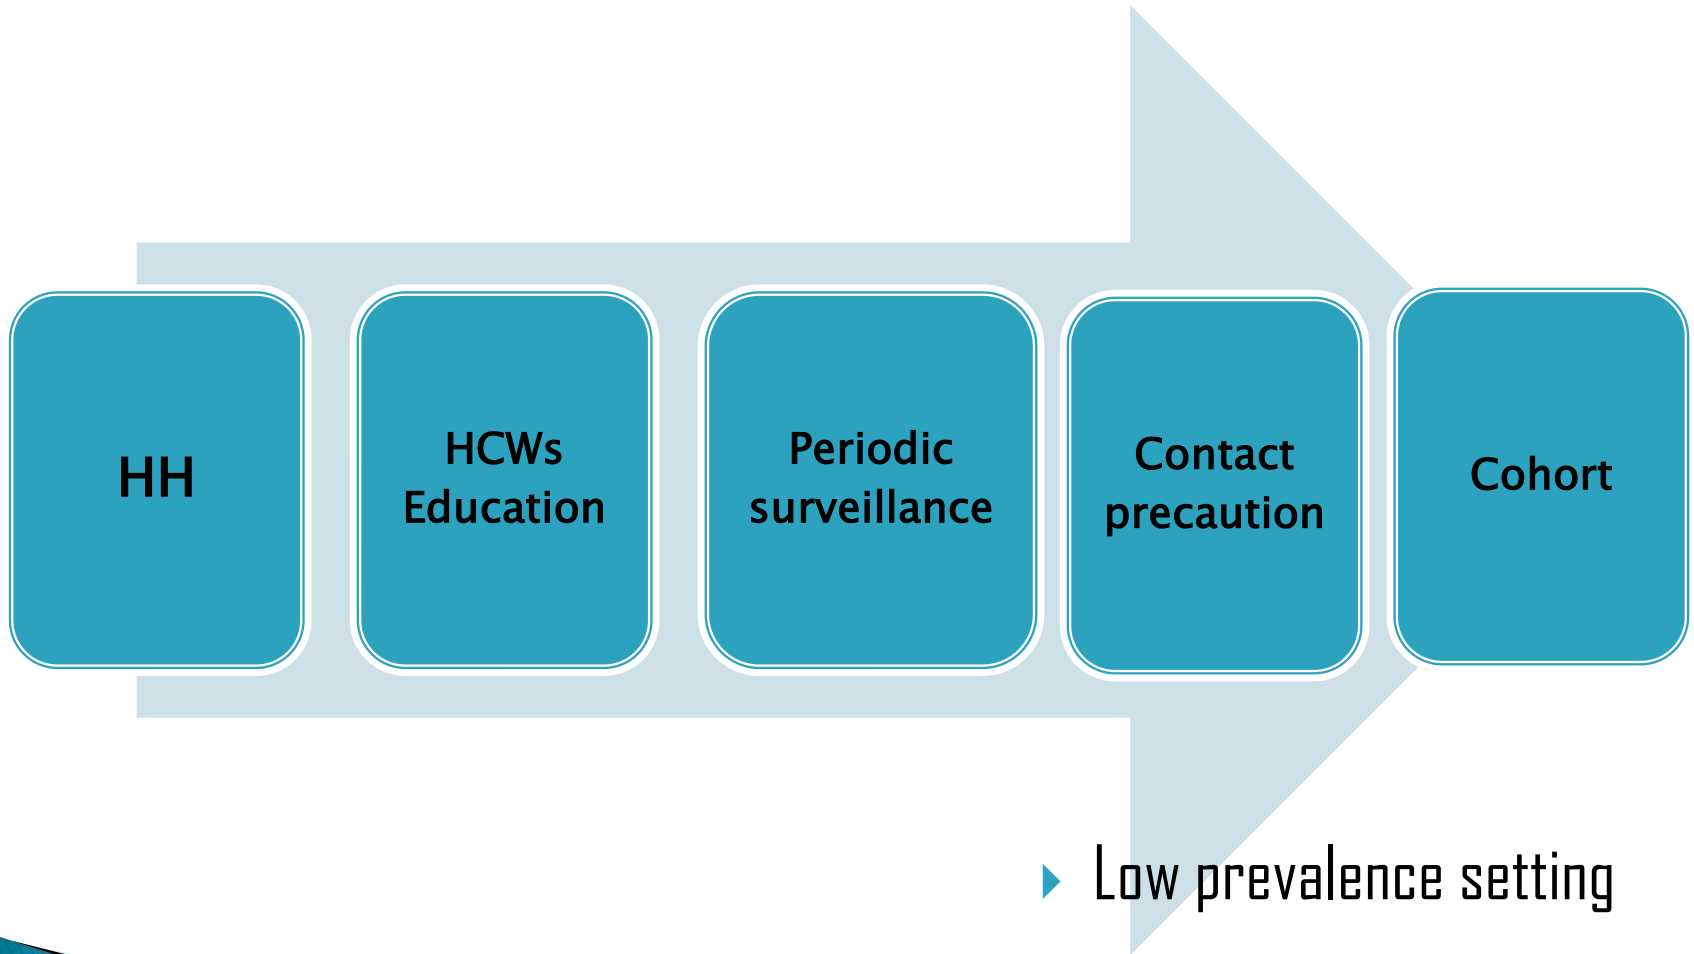 HH
HCWs
Education
Periodic
surveillance
Contact
precaution
Cohort
Low prevalence setting